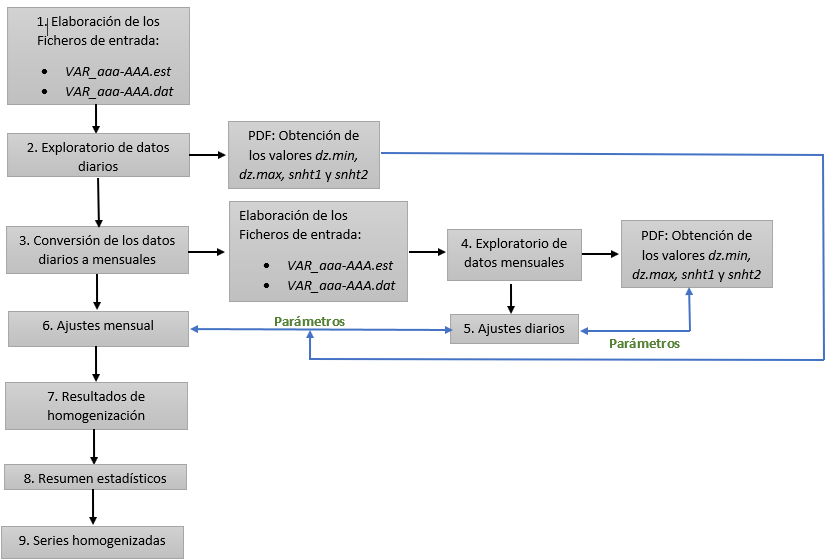 1. Elaboración de los
Ficheros de entrada:
• VAR_aaa-AAA.est
• VAR_aaa-AAA.dat
2. Exploratorio de datos
diarios
PDF: Obtención de
los valores dz.min,
dz.max, snht1 y snht2
3. Conversión de los datos
diarios a mensuales
Elaboración de los
Ficheros de entrada:
• VAR_aaa-AAA.est
• VAR_aaa-AAA.dat
4. Exploratorio de
datos mensuales
PDF: Obtención de
los valores dz.min,
dz.max, snht1 y snht2
6. Ajustes mensual
Parámetros
5. Ajustes diarios
Parámetros
7. Resultados de
homogenización
8. Resumen estadísticos
9. Series homogenizadas